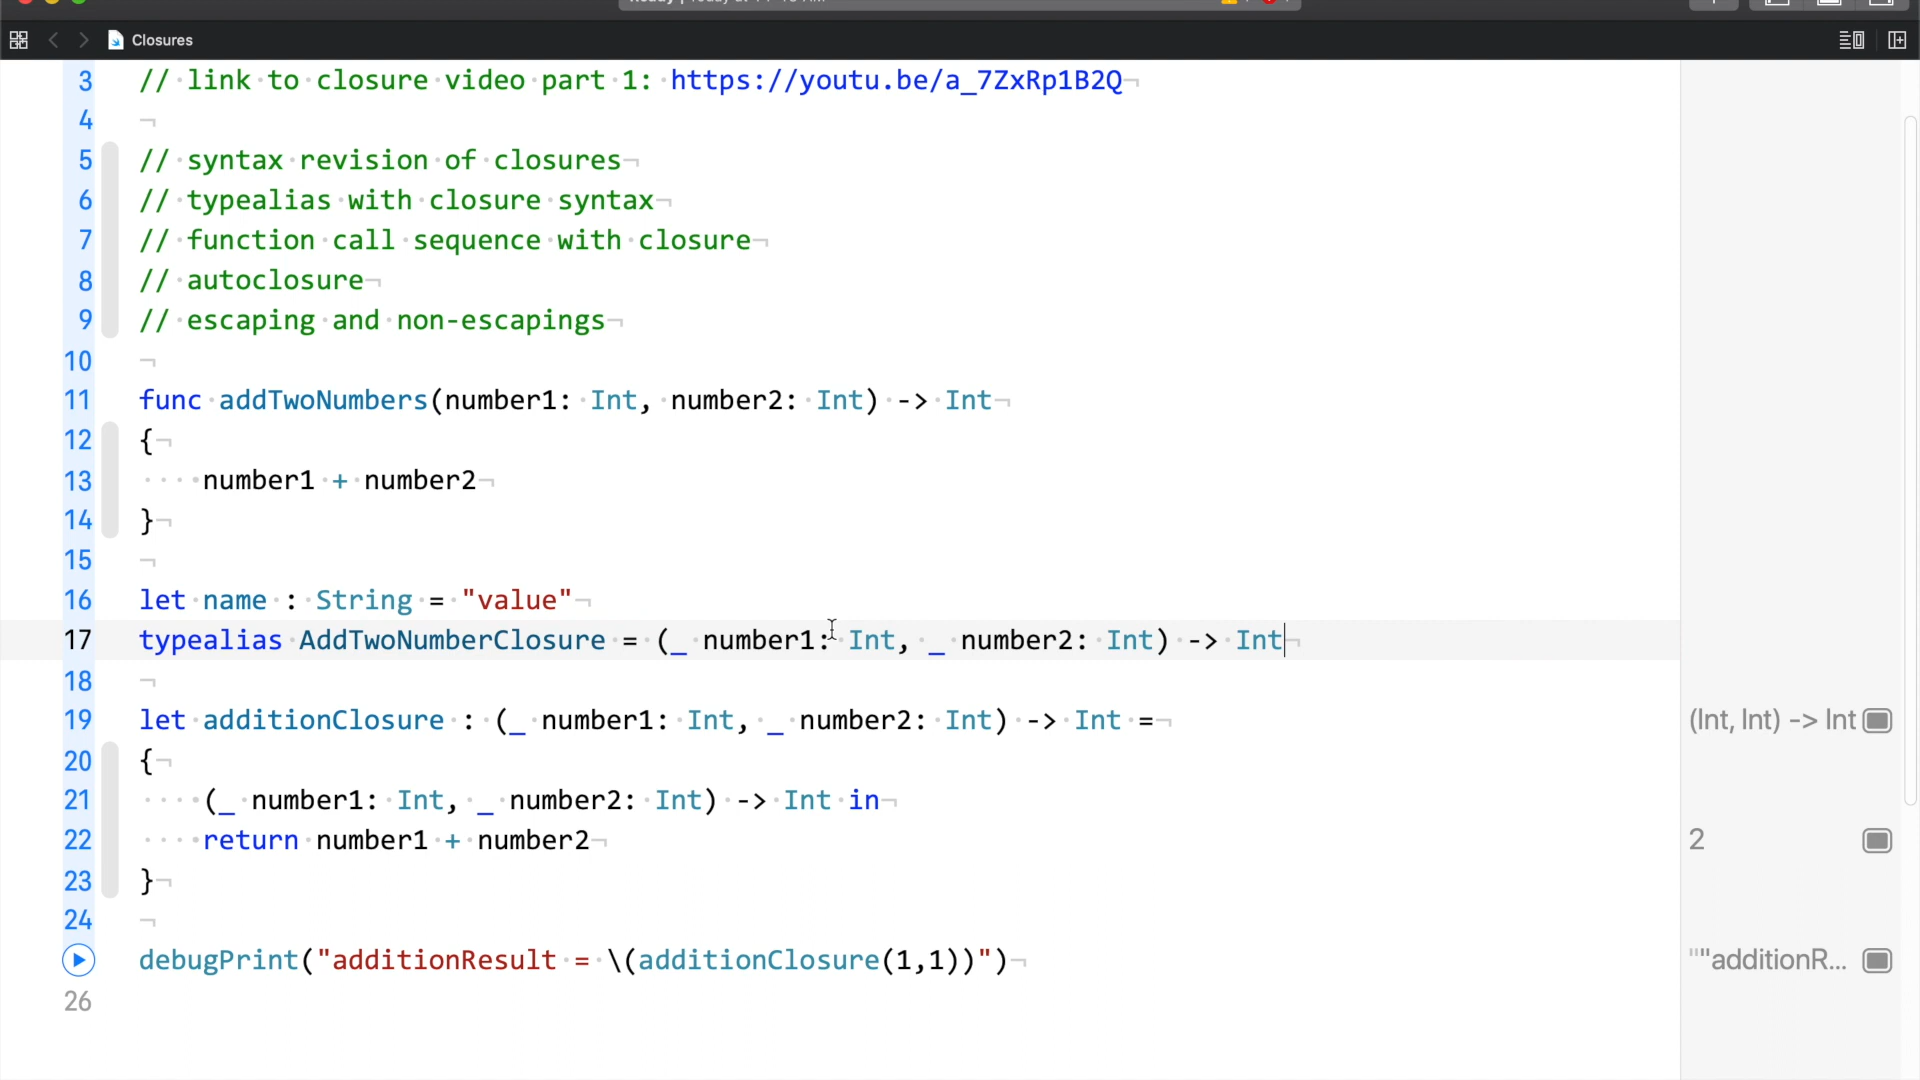 Closures
3 // link to closure video part 1: https://youtu.be/a_7ZxRp1B2Q
4
5 // syntax revision of closures
6 // typealias with closure syntax
7 // function call sequence with closure
8 // autoclosure
9 // escaping and non-escapings
10
11 func addTwoNumbers(number1: Int, number2: Int) -> Int
12 {
13 number1 + number2
14 }
15
16 let name : String = "value"
17 typealias AddTwoNumberClosure = (_ number1: Int, _ number2: Int) -> Int
18
19 let additionClosure : (_ number1: Int, _ number2: Int) -> Int = (Int, Int) -> Int
20 {
21 (_ number1: Int, _ number2: Int) -> Int in
22 return number1 + number2 2
23 }
24
debugPrint("additionResult = \(additionClosure(1,1))") ""additionR...
26